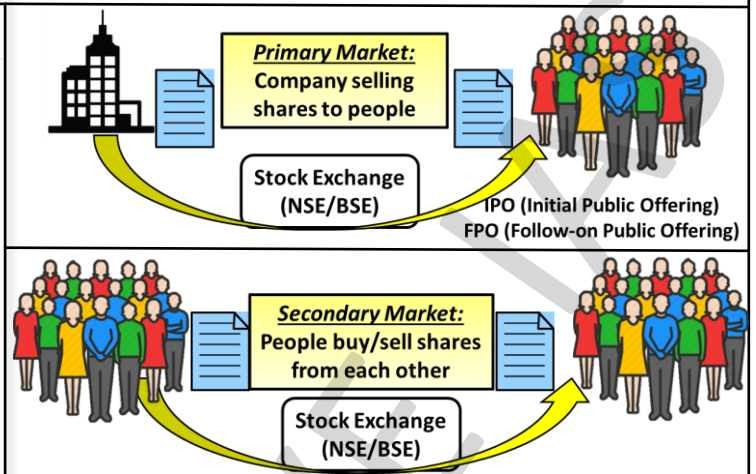 Primary Market:
Company selling
shares to people
Stock Exchange
(NSE/BSE)
IPO (Initial Public Offering)
FPO (Follow-on Public Offering)
Secondary Market:
People buy/sell shares
from each other
Stock Exchange
(NSE/BSE)